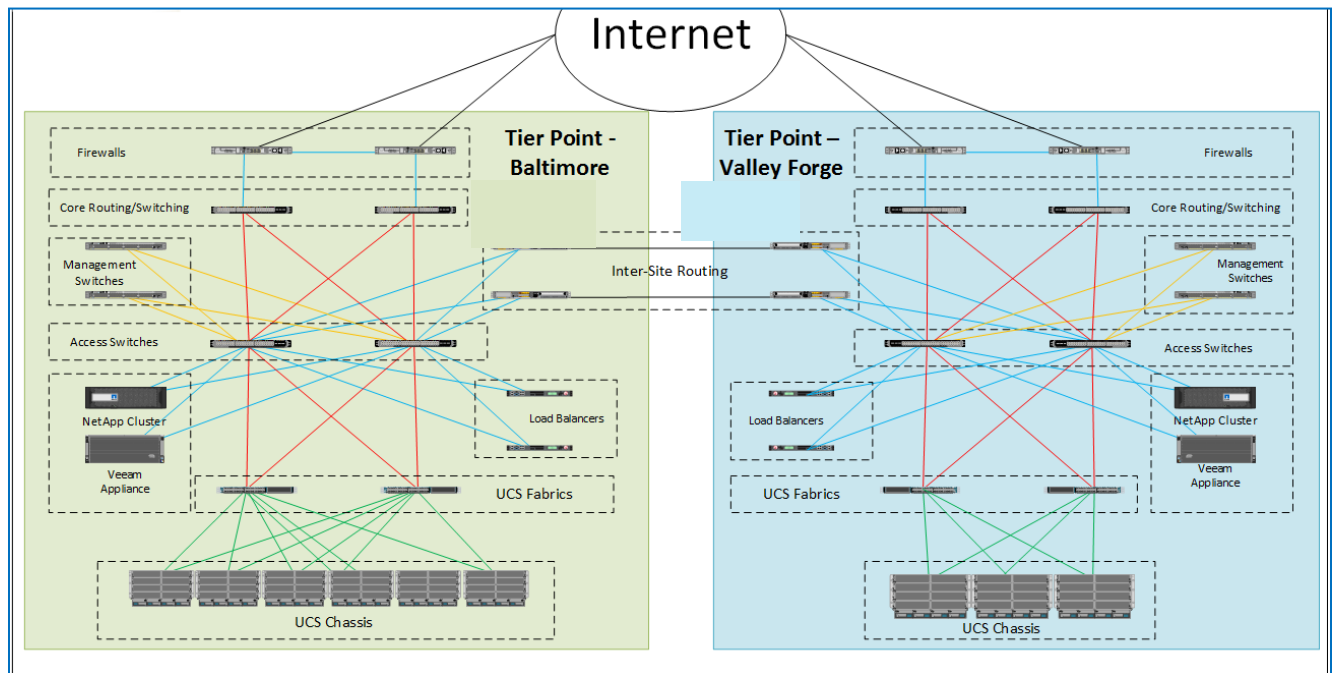 Internet
Tier Point -
Baltimore
Firewalls
Core Routing/Switching
Management
Switches
Access Switches
NetApp Cluster
Veeam
Appliance
Load Balancers
UCS Fabrics
UCS Chassis
Inter-Site Routing
Tier Point –
Valley Forge
Firewalls
Core Routing/Switching
Management
Switches
Access Switches
Load Balancers
NetApp Cluster
Veeam
Appliance
UCS Fabrics
UCS Chassis